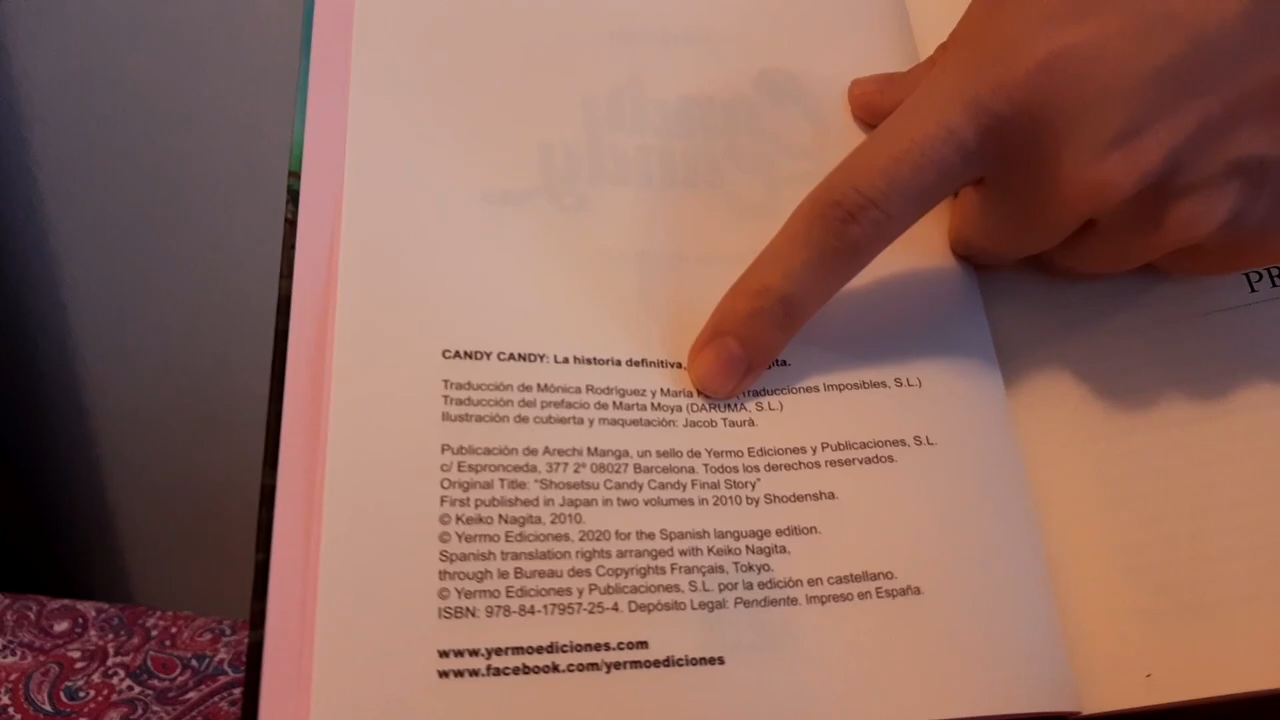 CANDY CANDY: La historia definitiva, 
Traducción de Mónica Rodríguez y María (Traducciones Imposibles, S.L.)
Traducción del prefacio de Marta Moya (DARUMA, S.L.)
Ilustración de cubierta y maquetación: Jacob Taurà.
Publicación de Arechi Manga, un sello de Yermo Ediciones y Publicaciones, S.L.
c/ Espronceda, 377 2º 08027 Barcelona. Todos los derechos reservados.
Original Title: "Shosetsu Candy Candy Final Story"
First published in Japan in two volumes in 2010 by Shodensha.
© Keiko Nagita, 2010.
© Yermo Ediciones, 2020 for the Spanish language edition.
Spanish translation rights arranged with Keiko Nagita,
through le Bureau des Copyrights Français, Tokyo.
© Yermo Ediciones y Publicaciones, S.L. por la edición en castellano.
ISBN: 978-84-17957-25-4. Depósito Legal: Pendiente. Impreso en España.
www.yermoediciones.com
www.facebook.com/yermoediciones